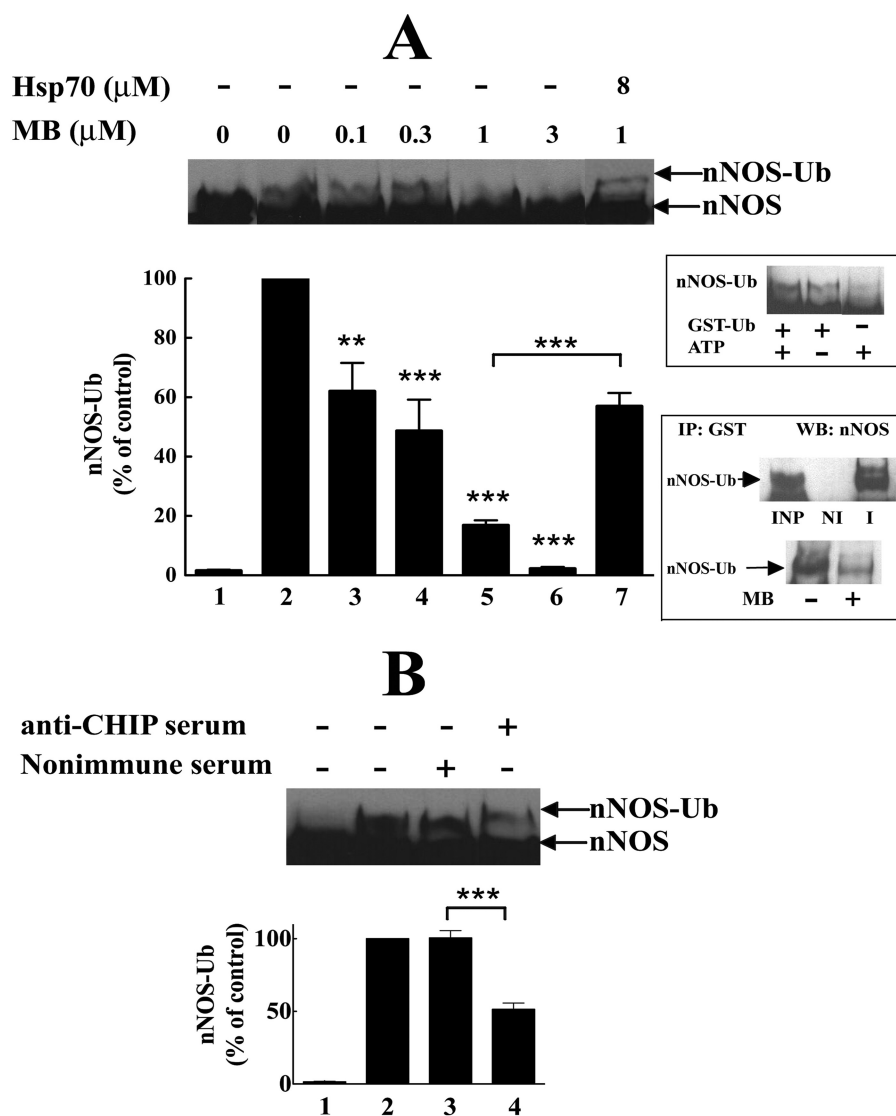 A
Hsp70 (µM) - - - - - - 8
MB (µM) 0 0 0.1 0.3 1 3 1
nNOS-Ub
nNOS
nNOS-Ub
(% of control)
100
80
60
40
20
0
**
***
***
***
***
1 2 3 4 5 6 7
nNOS-Ub
GST-Ub + + -
ATP + - +
IP: GST WB: nNOS
nNOS-Ub
INP NI I
nNOS-Ub
MB - +
B
anti-CHIP serum - - - +
Nonimmune serum - - + -
nNOS-Ub
nNOS
nNOS-Ub
(% of control)
100
50
0
***
1 2 3 4